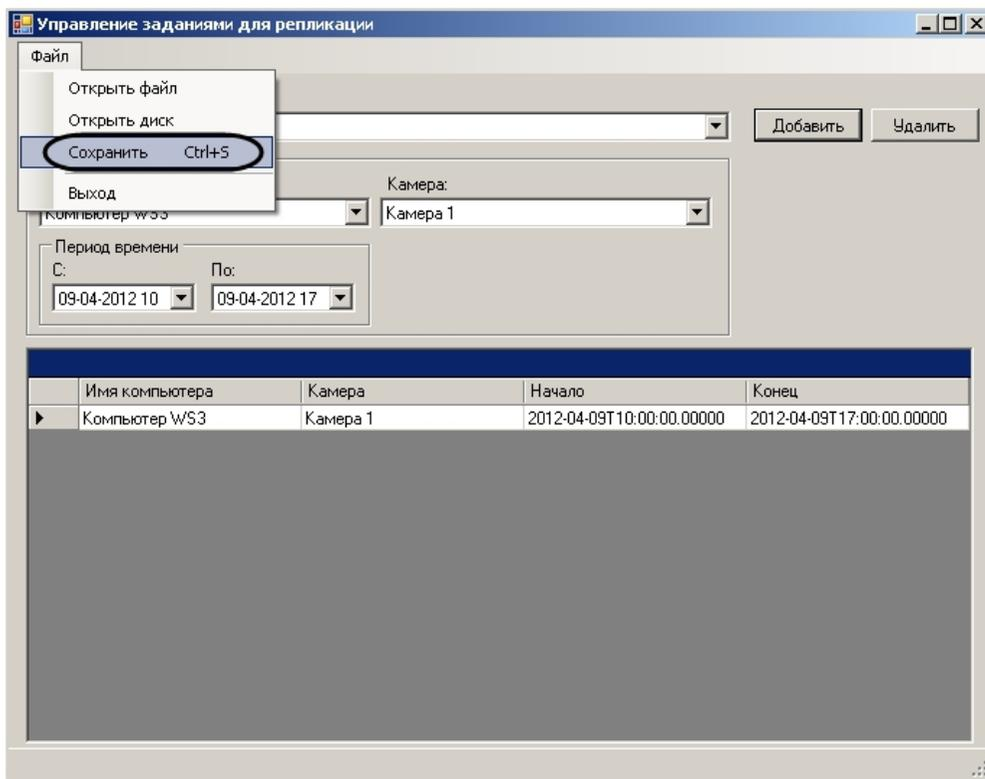 Управление заданиями для репликации
Файл
Открыть файл
Открыть диск
Сохранить Ctrl+S
Выход
Добавить
Удалить
Камера:
Компьютер WS3
Камера 1
Период времени
С:
По:
09-04-2012 10
09-04-2012 17
Имя компьютера Камера Начало Конец
Компьютер WS3 Камера 1 2012-04-09T10:00:00.00000 2012-04-09T17:00:00.00000